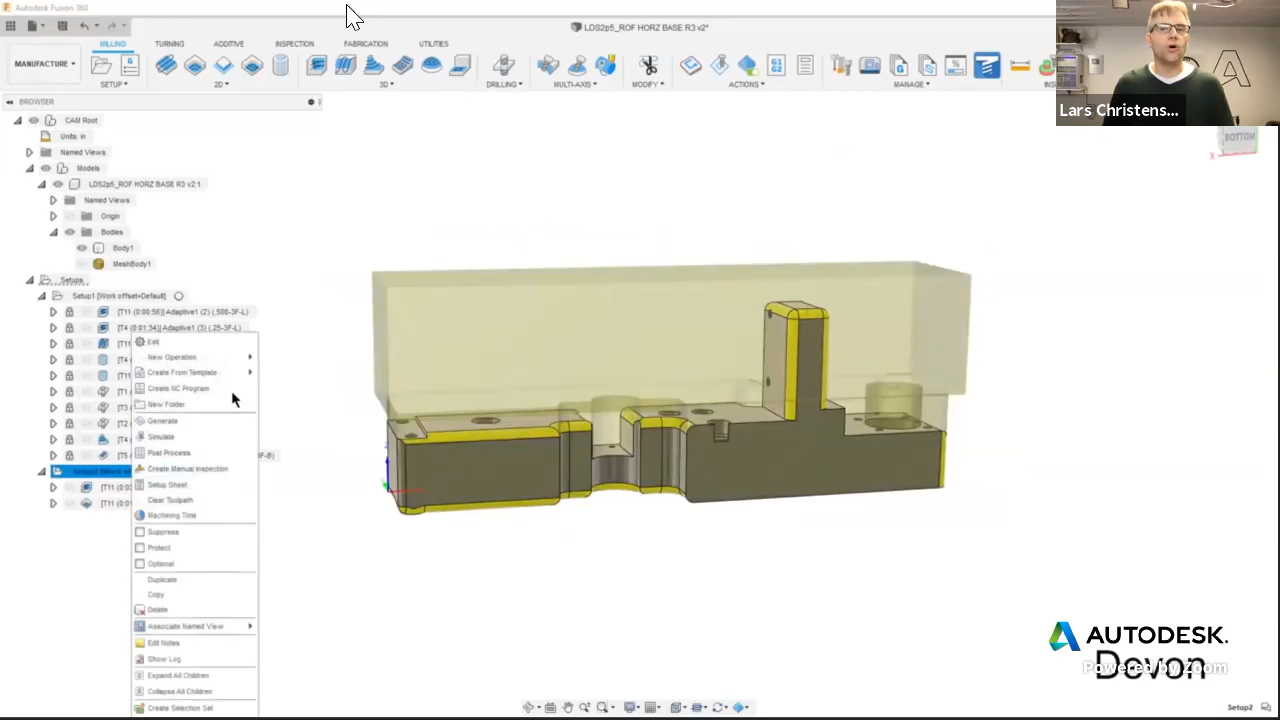 Autodesk Fusion 360
LDS2p5_ROF HORZ BASE R3 v2*
MANUFACTURE
MILLING
TURNING
ADDITIVE
INSPECTION
FABRICATION
UTILITIES
SETUP
2D
3D
DRILLING
MULTI-AXIS
MODIFY
ACTIONS
MANAGE
Lars Christens...
BOTTOM
X
BROWSER
CAM Root
Units: in
Named Views
Models
LDS2p5_ROF HORZ BASE R3 v2:1
Named Views
Origin
Bodies
Body1
MeshBody1
Setups
Setup1 [Work offset=Default]
[T11 (0:00:56)] Adaptive1 (2) (.500-3F-L)
[T4 (0:01:34)] Adaptive1 (3) (.25-3F-L)
Edit
New Operation
Create From Template
Create NC Program
New Folder
Generate
Simulate
Post Process
Create Manual Inspection
Setup Sheet
Clear Toolpath
Machining Time
Suppress
Protect
Optional
Duplicate
Copy
Delete
Associate Named View
Edit Notes
Show Log
Expand All Children
Collapse All Children
Create Selection Set
AUTODESK.
Devon
Powered by Zoom
Setup2